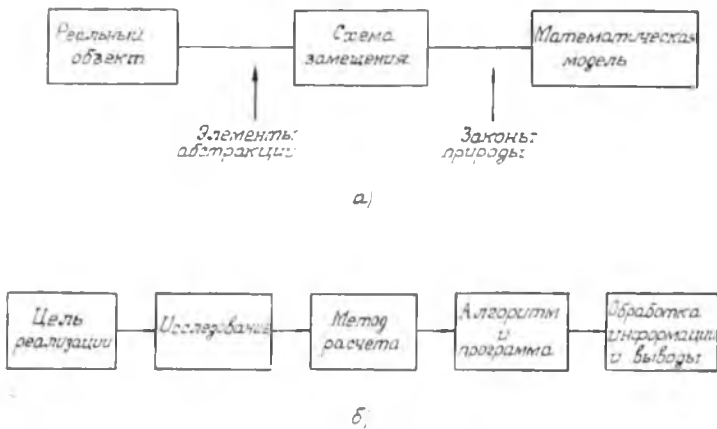 Реальный
объект
Схема
замещения
Математическая
модель
Элементы
абстракции
Законы
природы
а)
Цель
реализации
Исследование
Метод
расчета
Алгоритм
и
программа
Обработка
информации
и выводы
б)